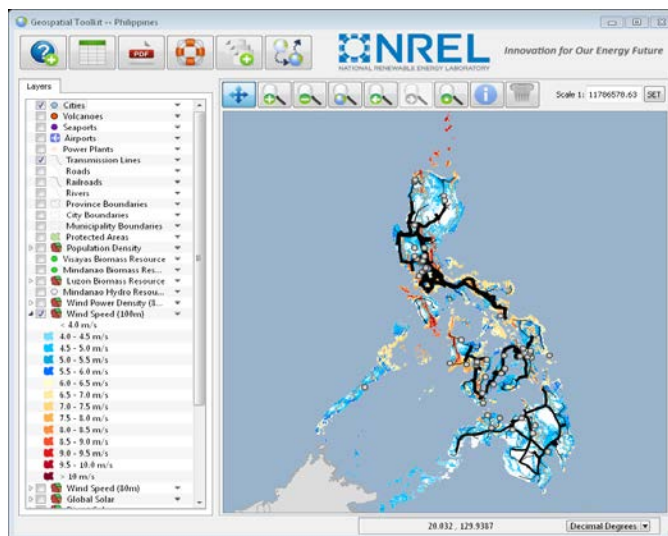 Geospatial Toolkit -- Philippines
PDF
NREL
NATIONAL RENEWABLE ENERGY LABORATORY
Innovation for Our Energy Future
Layers
Scale 1: 11706570.63 SET
Cities
Volcanoes
Seaports
Airports
Power Plants
Transmission Lines
Roads
Railroads
Rivers
Province Boundaries
City Boundaries
Municipality Boundaries
Protected Areas
Population Density
Visayas Biomass Resource
Mindanao Biomass Res...
Luzon Biomass Resource
Mindanao Hydro Resou...
Wind Power Density (8...
Wind Speed (100m)
< 4.0 m/s
4.0 - 4.5 m/s
4.5 - 5.0 m/s
5.0 - 5.5 m/s
5.5 - 6.0 m/s
6.0 - 6.5 m/s
6.5 - 7.0 m/s
7.0 - 7.5 m/s
7.5 - 8.0 m/s
8.0 - 8.5 m/s
8.5 - 9.0 m/s
9.0 - 9.5 m/s
9.5 - 10.0 m/s
> 10 m/s
Wind Speed (80m)
Global Solar
20.032 , 129.9387
Decimal Degrees